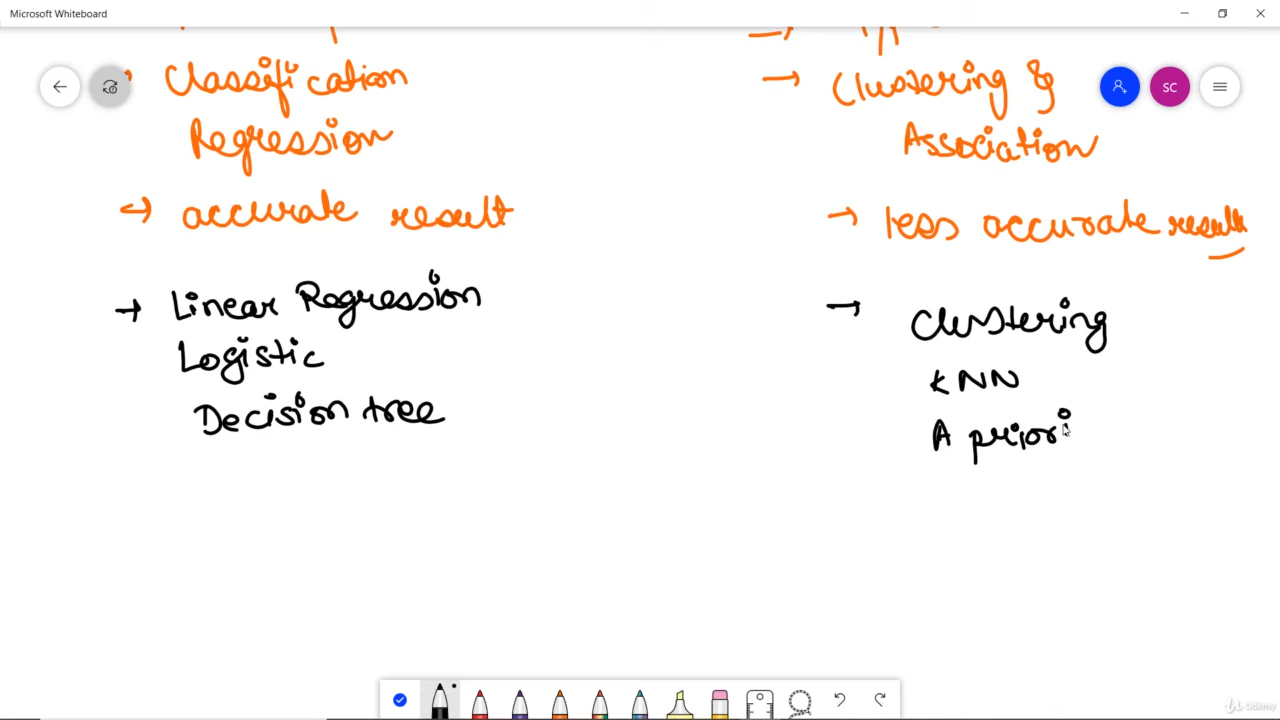 Microsoft Whiteboard
Classification
Regression
→ accurate result
→ Linear Regression
Logistic
Decision tree
→ Clustering &
Association
→ less accurate result
→ Clustering
KNN
A priori
SC
Udemy